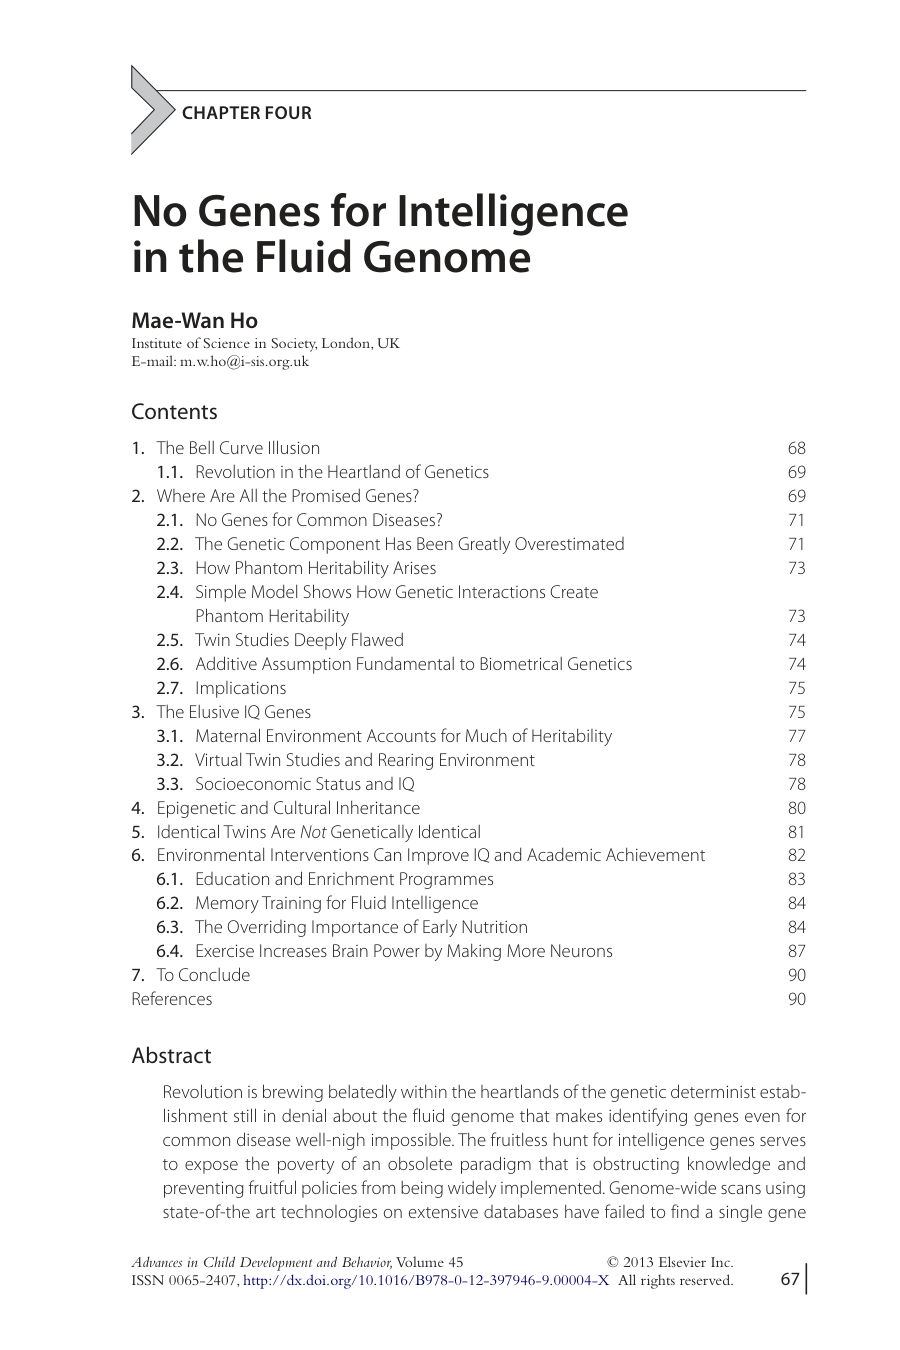 CHAPTER FOUR
No Genes for Intelligence
in the Fluid Genome
Mae-Wan Ho
Institute of Science in Society, London, UK
E-mail: m.w.ho@i-sis.org.uk
Contents
1. The Bell Curve Illusion 68
1.1. Revolution in the Heartland of Genetics 69
2. Where Are All the Promised Genes? 69
2.1. No Genes for Common Diseases? 71
2.2. The Genetic Component Has Been Greatly Overestimated 71
2.3. How Phantom Heritability Arises 73
2.4. Simple Model Shows How Genetic Interactions Create
Phantom Heritability 73
2.5. Twin Studies Deeply Flawed 74
2.6. Additive Assumption Fundamental to Biometrical Genetics 74
2.7. Implications 75
3. The Elusive IQ Genes 75
3.1. Maternal Environment Accounts for Much of Heritability 77
3.2. Virtual Twin Studies and Rearing Environment 78
3.3. Socioeconomic Status and IQ 78
4. Epigenetic and Cultural Inheritance 80
5. Identical Twins Are Not Genetically Identical 81
6. Environmental Interventions Can Improve IQ and Academic Achievement 82
6.1. Education and Enrichment Programmes 83
6.2. Memory Training for Fluid Intelligence 84
6.3. The Overriding Importance of Early Nutrition 84
6.4. Exercise Increases Brain Power by Making More Neurons 87
7. To Conclude 90
References 90
Abstract
Revolution is brewing belatedly within the heartlands of the genetic determinist estab-
lishment still in denial about the fluid genome that makes identifying genes even for
common disease well-nigh impossible. The fruitless hunt for intelligence genes serves
to expose the poverty of an obsolete paradigm that is obstructing knowledge and
preventing fruitful policies from being widely implemented. Genome-wide scans using
state-of-the art technologies on extensive databases have failed to find a single gene
Advances in Child Development and Behavior, Volume 45 © 2013 Elsevier Inc.
ISSN 0065-2407, http://dx.doi.org/10.1016/B978-0-12-397946-9.00004-X All rights reserved. 67